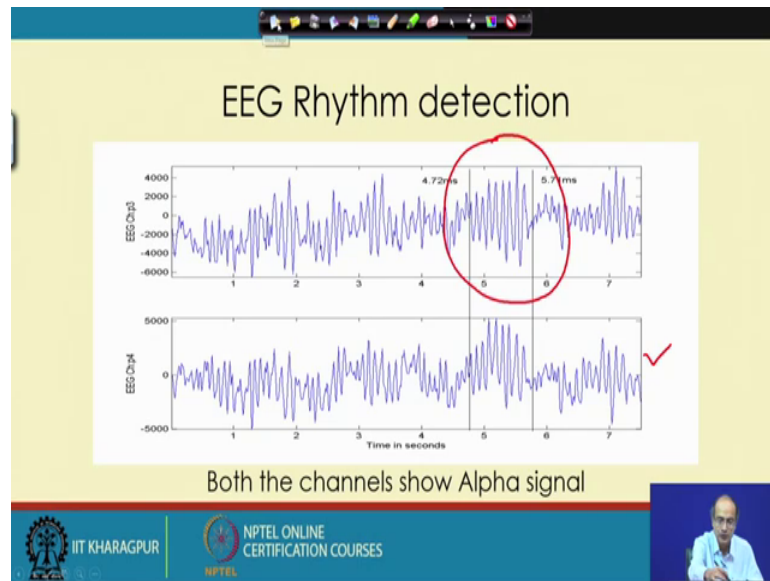 EEG Rhythm detection
4000
2000
0
-2000
-4000
-6000
EEG Ch:p3
4.72ms
5.71ms
1 2 3 4 5 6 7
5000
0
-5000
EEG Ch:p4
1 2 3 4 5 6 7
Time in seconds
Both the channels show Alpha signal
IIT KHARAGPUR
NPTEL
NPTEL ONLINE
CERTIFICATION COURSES